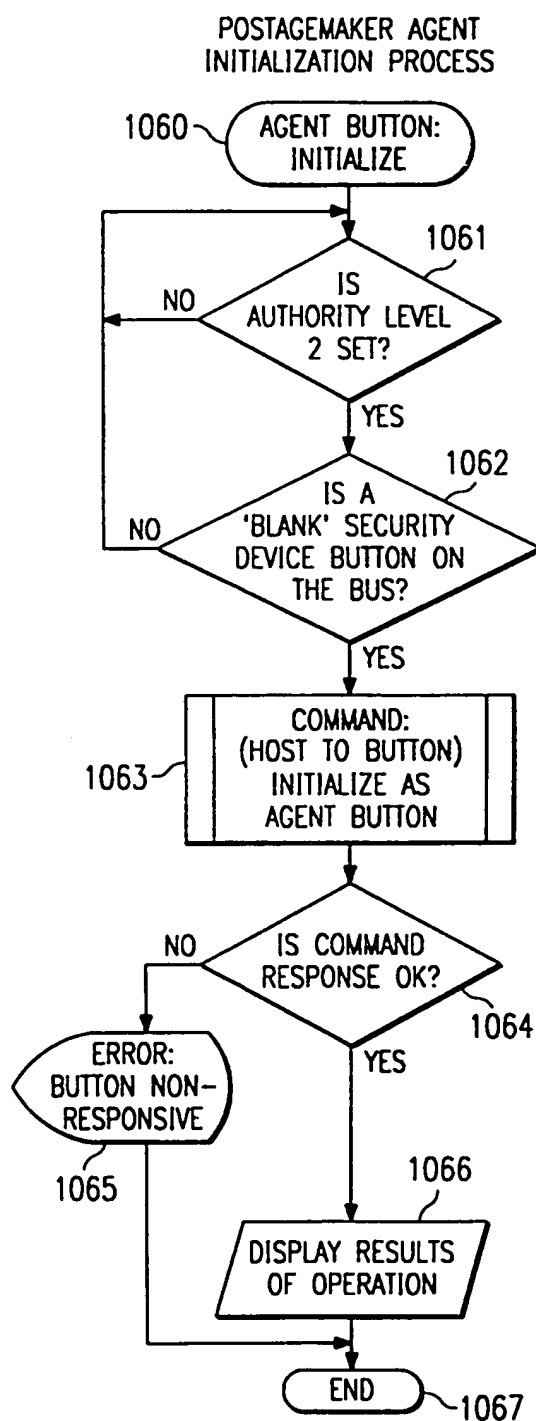 POSTAGEMAKER AGENT
INITIALIZATION PROCESS
1060
AGENT BUTTON:
INITIALIZE
1061
NO
IS
AUTHORITY LEVEL
2 SET?
YES
1062
NO
IS A
'BLANK' SECURITY
DEVICE BUTTON ON
THE BUS?
YES
1063
COMMAND:
(HOST TO BUTTON)
INITIALIZE AS
AGENT BUTTON
NO
IS COMMAND
RESPONSE OK?
1064
YES
ERROR:
BUTTON NON-
RESPONSIVE
1065
1066
DISPLAY RESULTS
OF OPERATION
END
1067